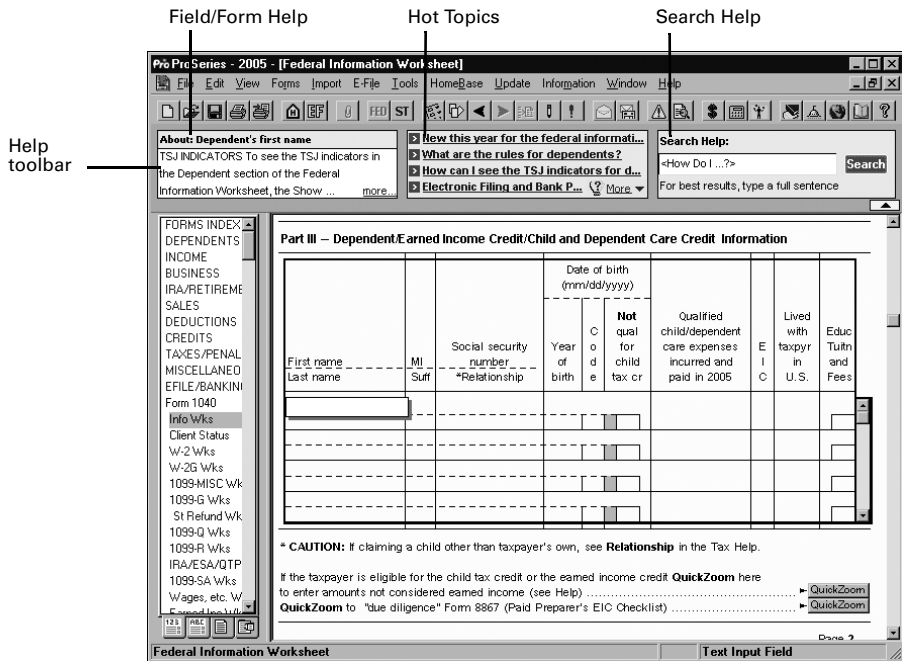 Field/Form Help
Hot Topics
Search Help
Help
toolbar
ProSeries - 2005 - [Federal Information Worksheet]
File Edit View Forms Import E-File Tools HomeBase Update Information Window Help
EF FED ST
About: Dependent's first name
TSJ INDICATORS To see the TSJ indicators in
the Dependent section of the Federal
Information Worksheet, the Show ... more...
New this year for the federal informati...
What are the rules for dependents?
How can I see the TSJ indicators for d...
Electronic Filing and Bank P... More
Search Help:
<How Do I ...?>
Search
For best results, type a full sentence
FORMS INDEX
DEPENDENTS
INCOME
BUSINESS
IRA/RETIREME
SALES
DEDUCTIONS
CREDITS
TAXES/PENAL
MISCELLANEO
EFILE/BANKIN
Form 1040
Info Wks
Client Status
W-2 Wks
W-2G Wks
1099-MISC Wk
1099-G Wks
St Refund Wk
1099-Q Wks
1099-R Wks
IRA/ESA/QTP
1099-SA Wks
Wages, etc. W
Earned Inc Wk
Part III – Dependent/Earned Income Credit/Child and Dependent Care Credit Information
First name
Last name
MI
Suff
Social security
number
*Relationship
Date of birth
(mm/dd/yyyy)
Year
of
birth
C
o
d
e
Not
qual
for
child
tax cr
Qualified
child/dependent
care expenses
incurred and
paid in 2005
E
I
C
Lived
with
taxpyr
in
U.S.
Educ
Tuitn
and
Fees
* CAUTION: If claiming a child other than taxpayer's own, see Relationship in the Tax Help.
If the taxpayer is eligible for the child tax credit or the earned income credit QuickZoom here
to enter amounts not considered earned income (see Help) ........ QuickZoom
QuickZoom to "due diligence" Form 8867 (Paid Preparer's EIC Checklist) ........ QuickZoom
Page 2
123 ABC
Federal Information Worksheet
Text Input Field